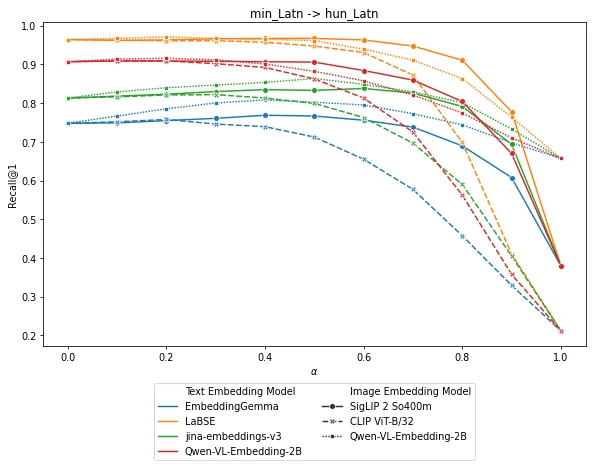 min_Latn -> hun_Latn
Recall@1
1.0
0.9
0.8
0.7
0.6
0.5
0.4
0.3
0.2
0.0 0.2 0.4 0.6 0.8 1.0
α
Text Embedding Model Image Embedding Model
EmbeddingGemma SigLIP 2 So400m
LaBSE CLIP ViT-B/32
jina-embeddings-v3 Qwen-VL-Embedding-2B
Qwen-VL-Embedding-2B